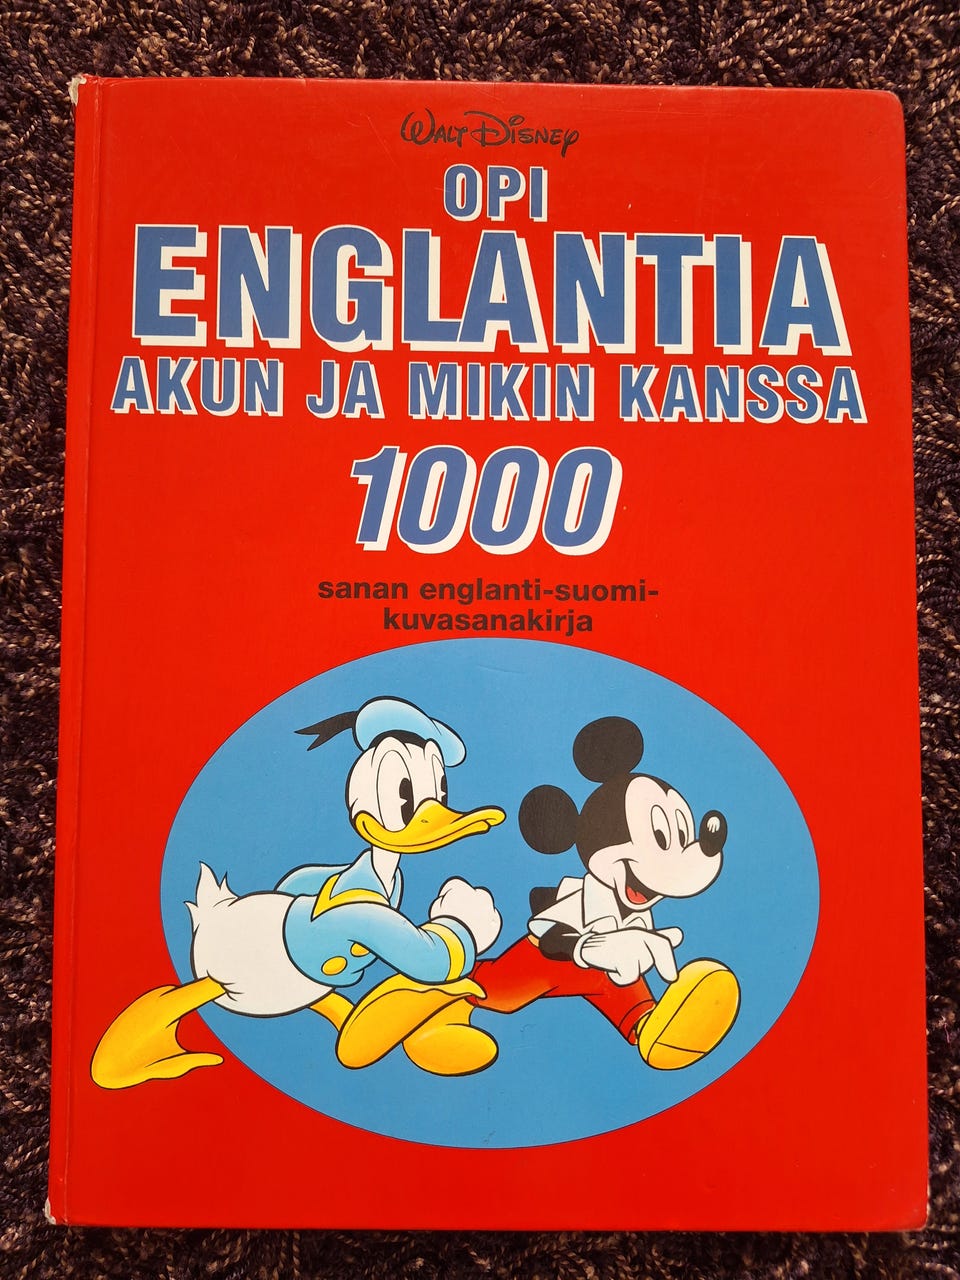 Walt Disney
OPI
ENGLANTIA
AKUN JA MIKIN KANSSA
1000
sanan englanti-suomi-
kuvasanakirja